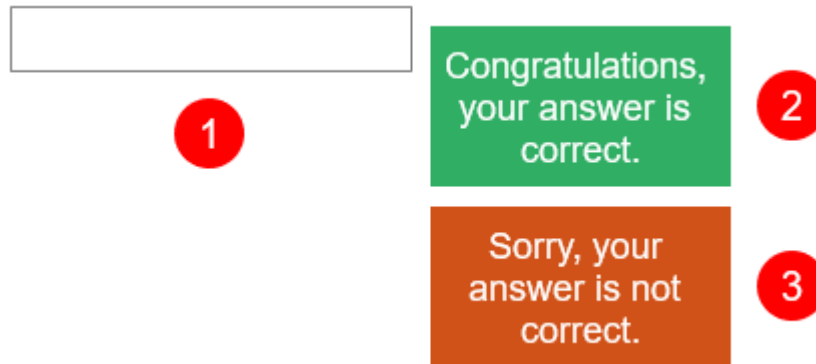 1
Congratulations,
your answer is
correct.
2
Sorry, your
answer is not
correct.
3